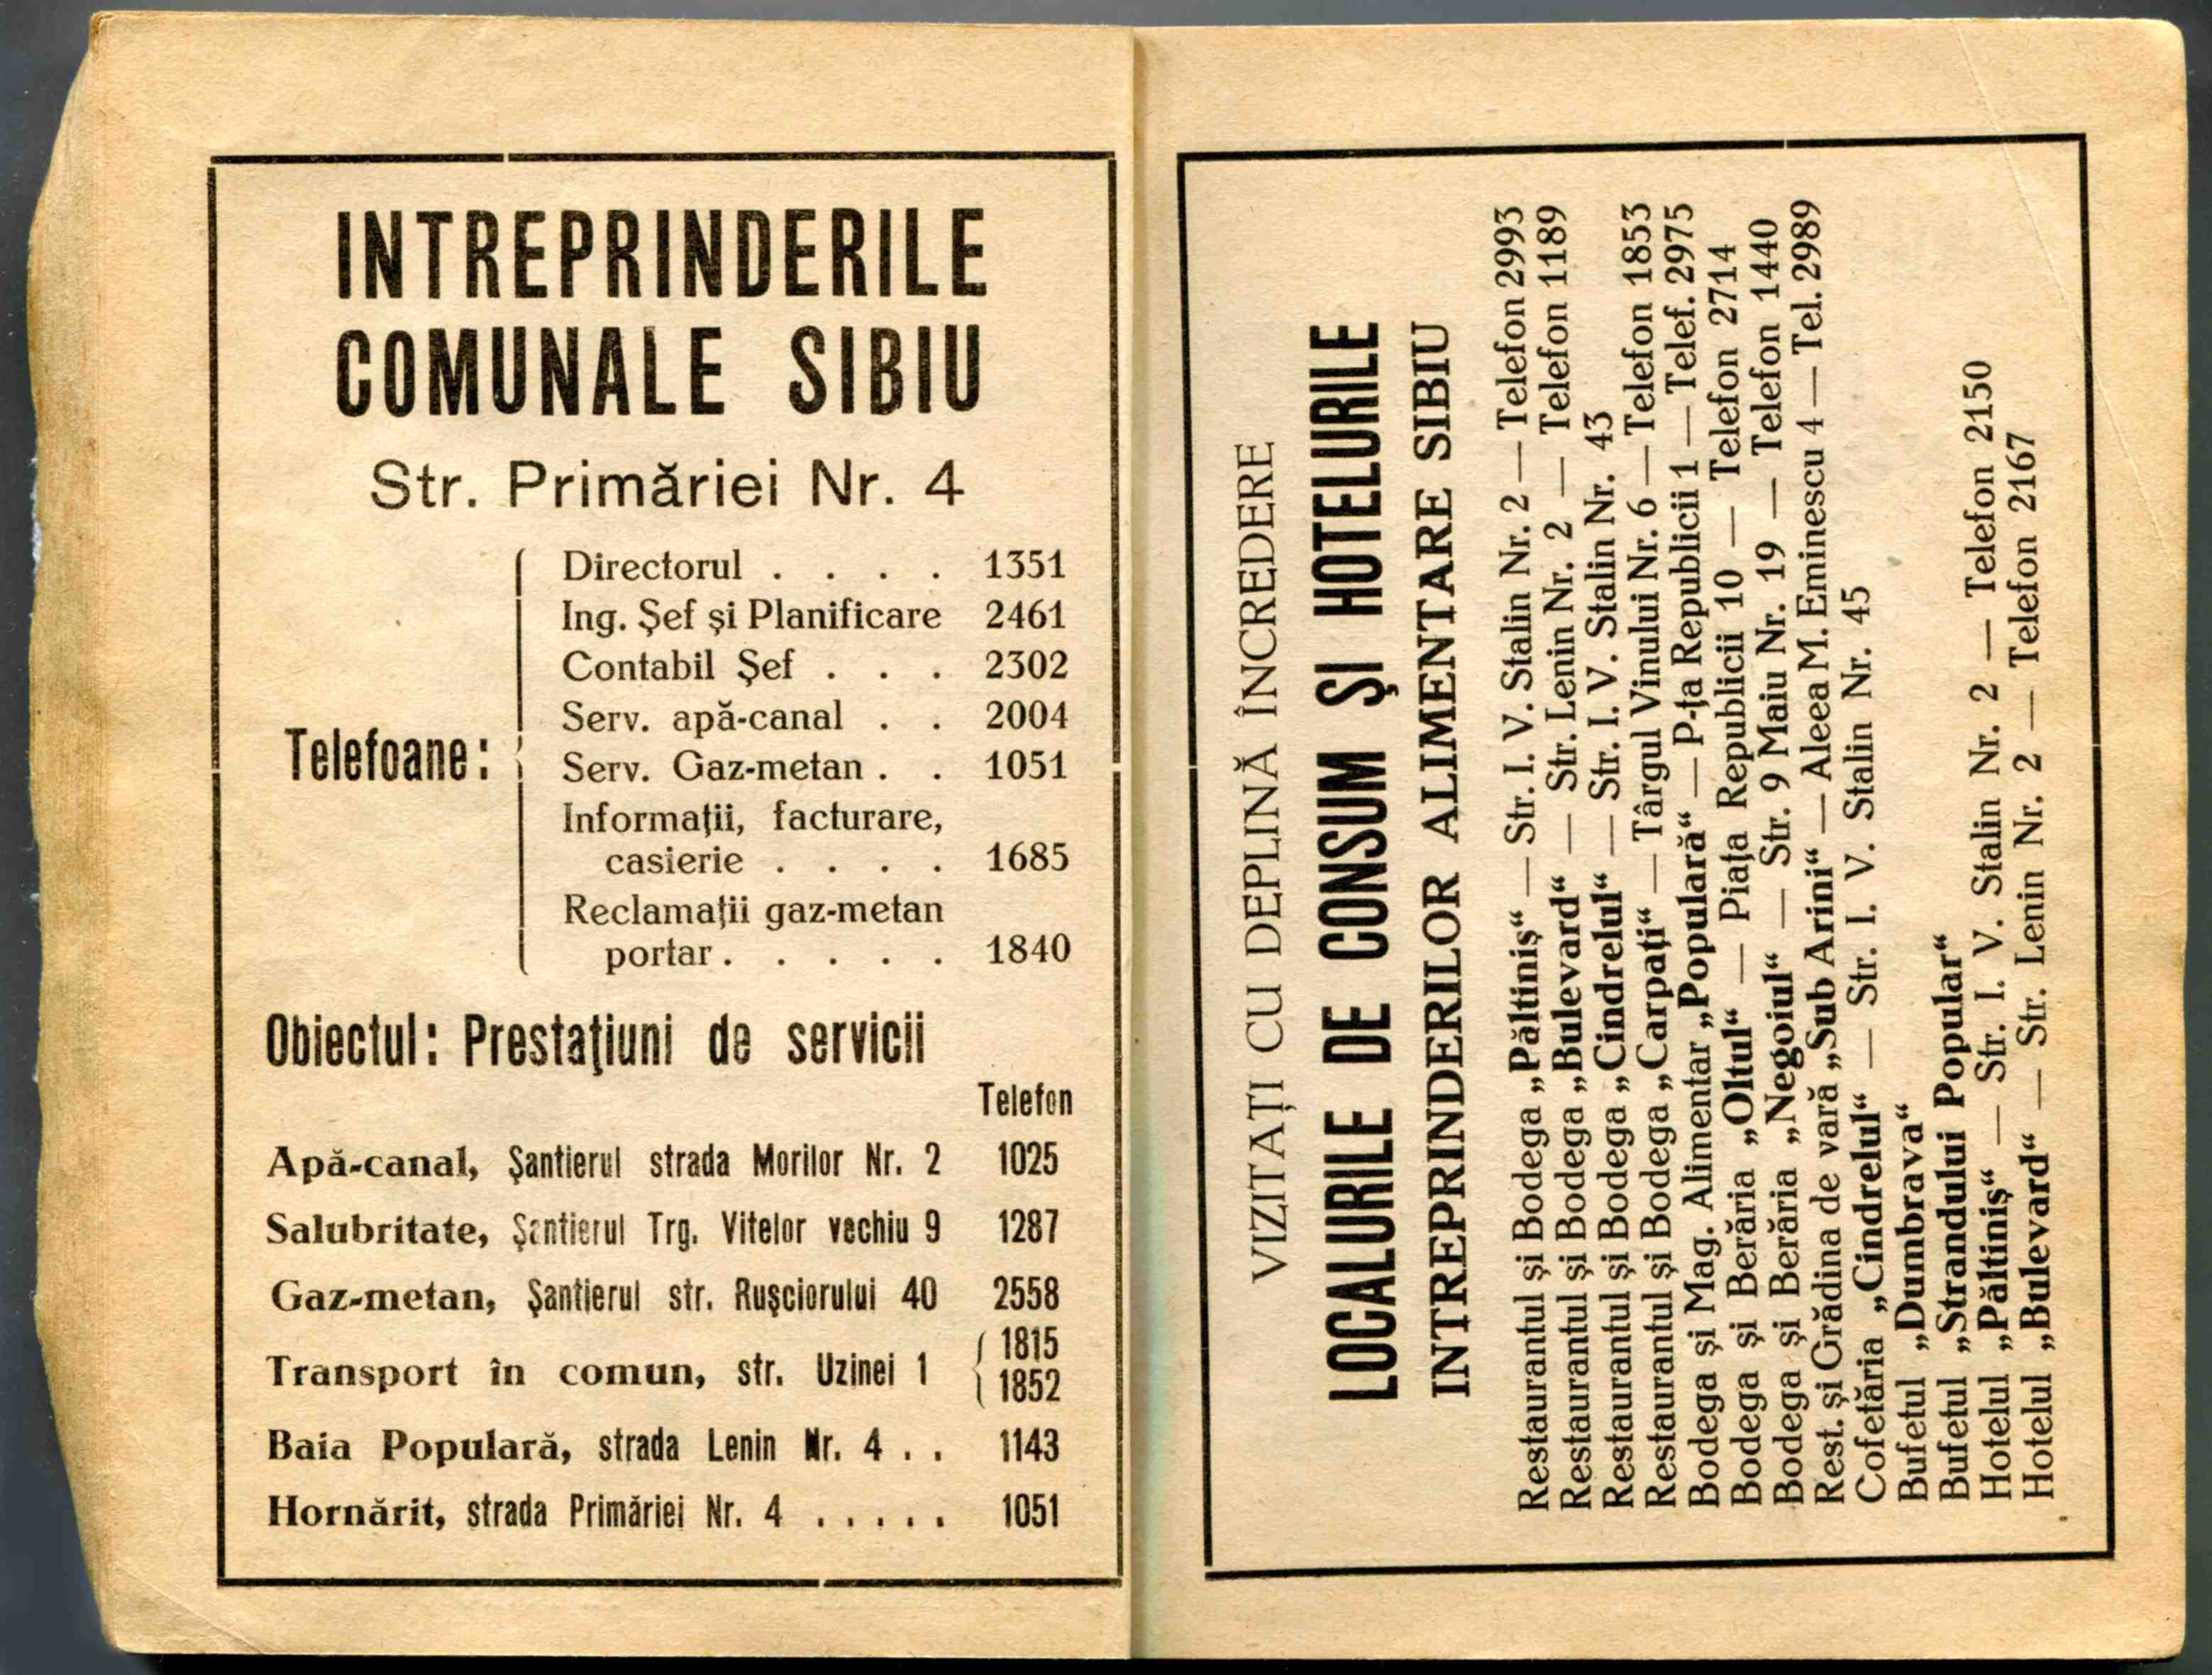 INTREPRINDERILE
COMUNALE SIBIU
Str. Primăriei Nr. 4
Telefoane:
Directorul . . . . 1351
Ing. Şef şi Planificare 2461
Contabil Şef . . . 2302
Serv. apă-canal . . 2004
Serv. Gaz-metan . . 1051
Informaţii, facturare,
casierie . . . . 1685
Reclamaţii gaz-metan
portar . . . . . 1840
Obiectul: Prestaţiuni de servicii
Telefon
Apă-canal, Şantierul strada Morilor Nr. 2 1025
Salubritate, Şantierul Trg. Vitelor vechiu 9 1287
Gaz-metan, Şantierul str. Ruşciorului 40 2558
Transport în comun, str. Uzinei 1 { 1815
1852
Baia Populară, strada Lenin Nr. 4 . . 1143
Hornărit, strada Primăriei Nr. 4 . . . . . 1051
VIZITAŢI CU DEPLINĂ ÎNCREDERE
LOCALURILE DE CONSUM ŞI HOTELURILE
INTREPRINDERILOR ALIMENTARE SIBIU
Restaurantul şi Bodega „Păltiniş“ — Str. I. V. Stalin Nr. 2 — Telefon 2993
Restaurantul şi Bodega „Bulevard“ — Str. Lenin Nr. 2 — Telefon 1189
Restaurantul şi Bodega „Cindrelul“ — Str. I. V. Stalin Nr. 43
Restaurantul şi Bodega „Carpaţi“ — Târgul Vinului Nr. 6 — Telefon 1853
Bodega şi Mag. Alimentar „Populară“ — P-ţa Republicii 1 — Telef. 2975
Bodega şi Berăria „Oltul“ — Piaţa Republicii 10 — Telefon 2714
Bodega şi Berăria „Negoiul“ — Str. 9 Maiu Nr. 19 — Telefon 1440
Rest. şi Grădina de vară „Sub Arini“ — Aleea M. Eminescu 4 — Tel. 2989
Cofetăria „Cindrelul“ — Str. I. V. Stalin Nr. 45
Bufetul „Dumbrava“
Bufetul „Strandului Popular“
Hotelul „Păltiniş“ — Str. I. V. Stalin Nr. 2 — Telefon 2150
Hotelul „Bulevard“ — Str. Lenin Nr. 2 — Telefon 2167